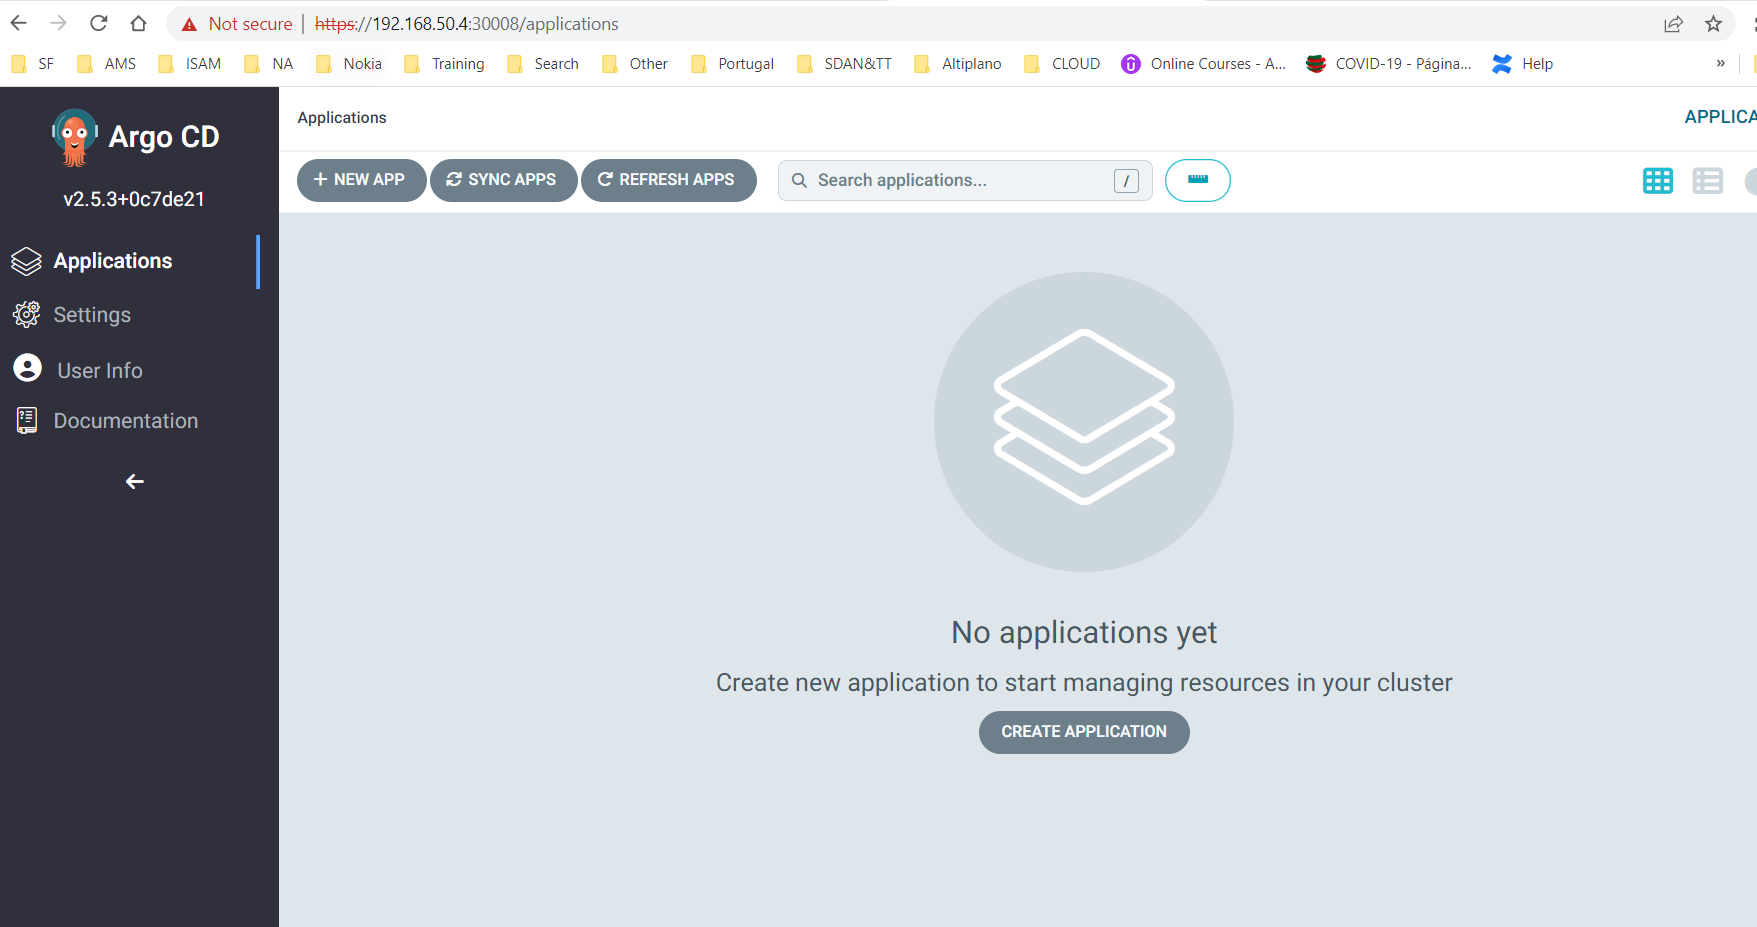 Not secure | https://192.168.50.4:30008/applications
SF AMS ISAM NA Nokia Training Search Other Portugal SDAN&TT Altiplano CLOUD Online Courses - A... COVID-19 - Página... Help »
Argo CD
v2.5.3+0c7de21
Applications
Settings
User Info
Documentation
Applications
APPLICA
NEW APP SYNC APPS REFRESH APPS Search applications... /
No applications yet
Create new application to start managing resources in your cluster
CREATE APPLICATION